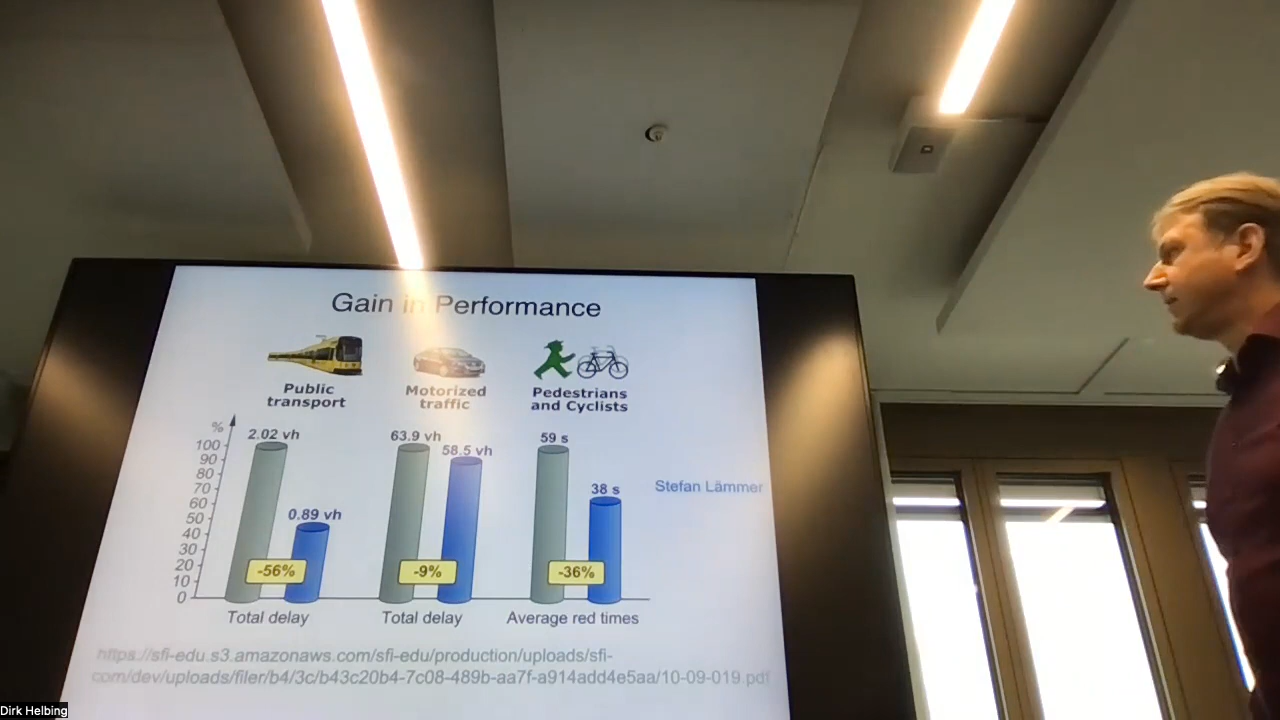 Gain in Performance
Public
transport
Motorized
traffic
Pedestrians
and Cyclists
%
100
90
80
70
60
50
40
30
20
10
0
2.02 vh
0.89 vh
-56%
63.9 vh
58.5 vh
-9%
59 s
38 s
-36%
Total delay
Total delay
Average red times
Stefan Lämmer
https://sfi-edu.s3.amazonaws.com/sfi-edu/production/uploads/sfi-
com/dev/uploads/filer/b4/3c/b43c20b4-7c08-489b-aa7f-a914add4e5aa/10-09-019.pdf
Dirk Helbing